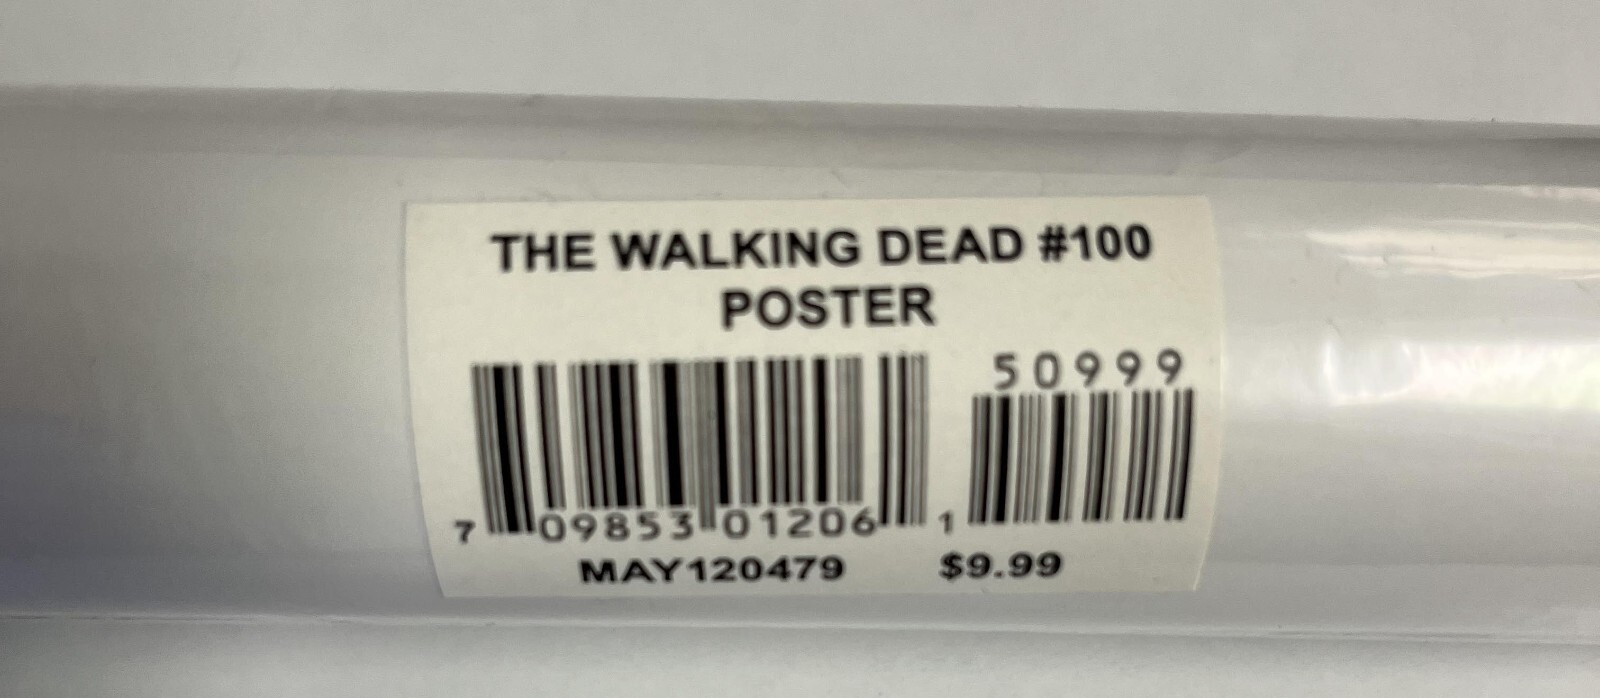 THE WALKING DEAD #100
POSTER
50999
7 09853 01206 1
MAY120479 $9.99